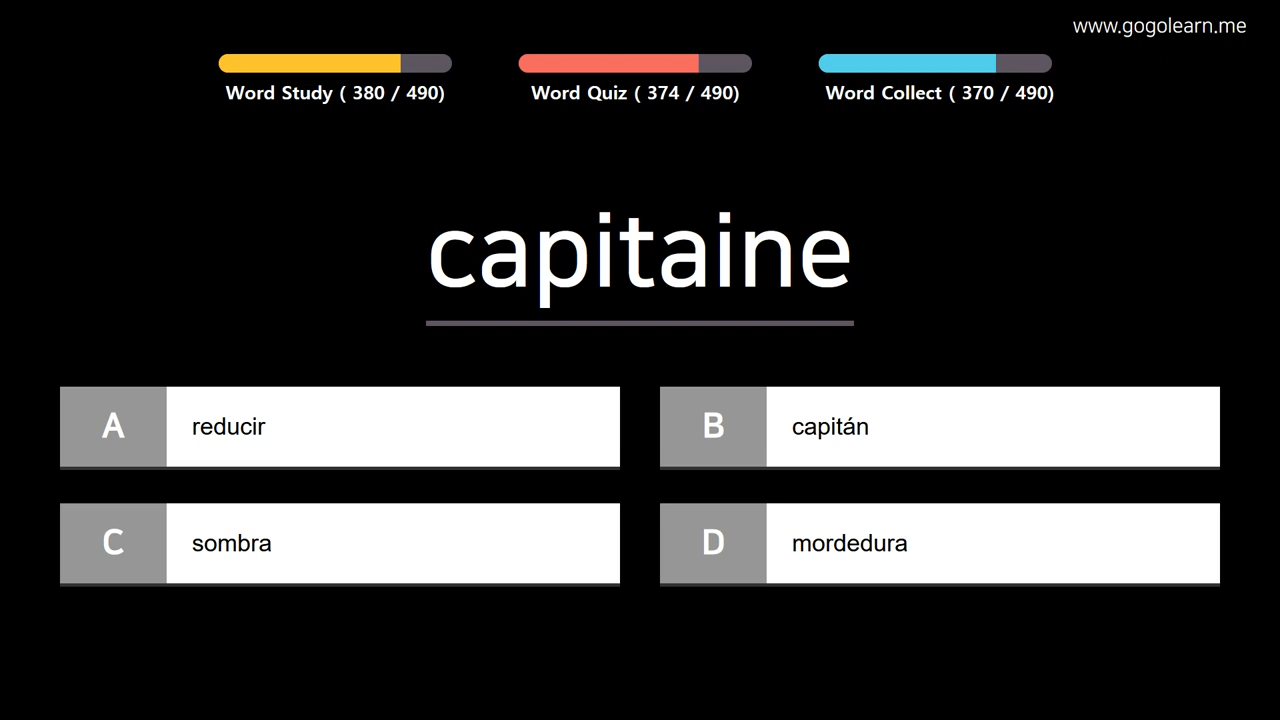 www.gogolearn.me
Word Study ( 380 / 490)
Word Quiz ( 374 / 490)
Word Collect ( 370 / 490)
capitaine
A reducir
B capitán
C sombra
D mordedura